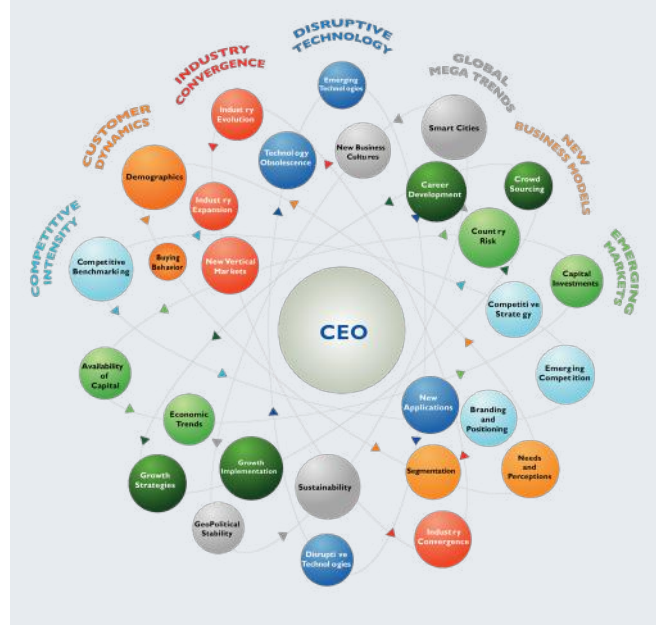 COMPETITIVE
INTENSITY
CUSTOMER
DYNAMICS
INDUSTRY
CONVERGENCE
DISRUPTIVE
TECHNOLOGY
GLOBAL
MEGA TRENDS
NEW
BUSINESS MODELS
EMERGING
MARKETS
Emerging
Technologies
Industry
Evolution
Smart Cities
New Business
Cultures
Technology
Obsolescence
Demographics
Career
Development
Crowd
Sourcing
Industry
Expansion
Country
Risk
Competitive
Benchmarking
Buying
Behavior
New Vertical
Markets
Capital
Investments
Competitive
Strategy
CEO
Availability
of
Capital
Emerging
Competition
New
Applications
Economic
Trends
Branding
and
Positioning
Growth
Strategies
Growth
Implementation
Sustainability
Segmentation
Needs
and
Perceptions
GeoPolitical
Stability
Industry
Convergence
Disruptive
Technologies